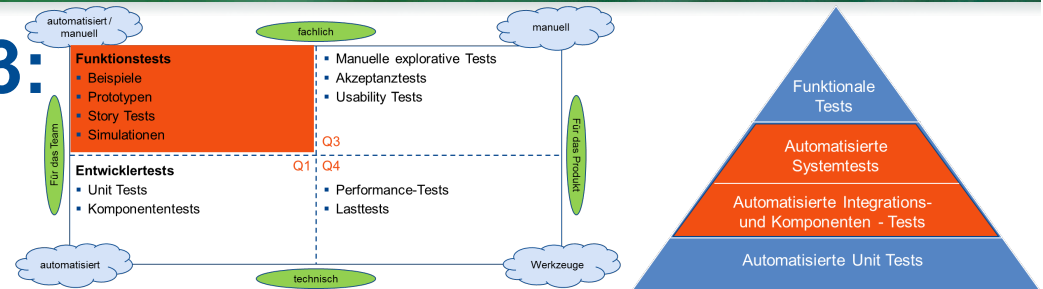 3:
automatisiert /
manuell
fachlich
manuell
Funktionstests
▪ Beispiele
▪ Prototypen
▪ Story Tests
▪ Simulationen
▪ Manuelle explorative Tests
▪ Akzeptanztests
▪ Usability Tests
Q3
Für das Team
Für das Produkt
Q1
Q4
Entwicklertests
▪ Unit Tests
▪ Komponententests
▪ Performance-Tests
▪ Lasttests
automatisiert
technisch
Werkzeuge
Funktionale
Tests
Automatisierte
Systemtests
Automatisierte Integrations-
und Komponenten - Tests
Automatisierte Unit Tests